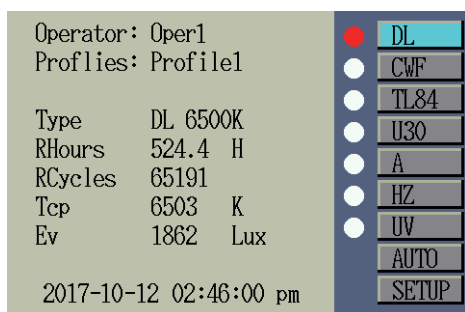 Operator: Oper1
Proflies: Profile1
Type DL 6500K
RHours 524.4 H
RCycles 65191
Tcp 6503 K
Ev 1862 Lux
2017-10-12 02:46:00 pm
DL
CWF
TL84
U30
A
HZ
UV
AUTO
SETUP